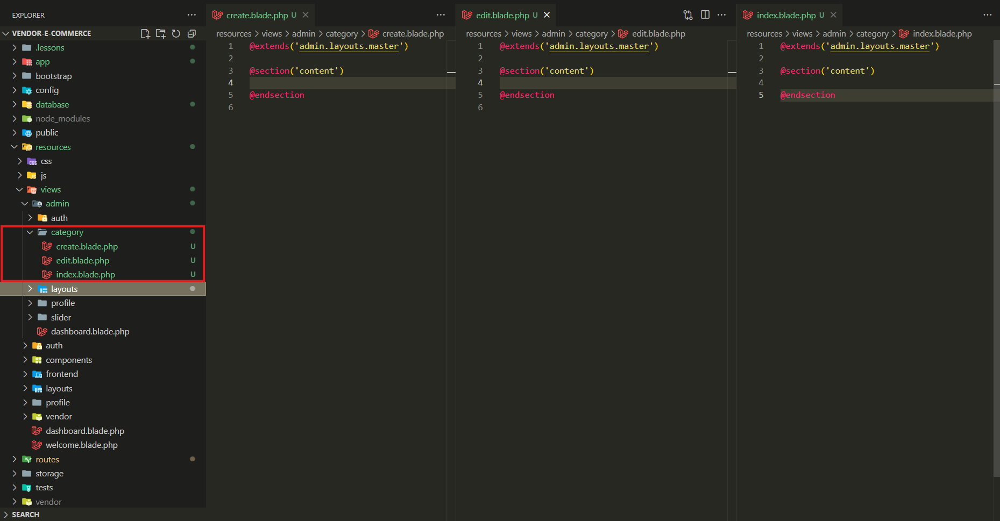 EXPLORER
VENDOR-E-COMMERCE
.lessons
app
bootstrap
config
database
node_modules
public
resources
css
js
views
admin
auth
category
create.blade.php U
edit.blade.php U
index.blade.php U
layouts
profile
slider
dashboard.blade.php
auth
components
frontend
layouts
profile
vendor
dashboard.blade.php
welcome.blade.php
routes
storage
tests
vendor
SEARCH
create.blade.php U
resources > views > admin > category > create.blade.php
1 @extends('admin.layouts.master')
2
3 @section('content')
4
5 @endsection
6
edit.blade.php U
resources > views > admin > category > edit.blade.php
1 @extends('admin.layouts.master')
2
3 @section('content')
4
5 @endsection
6
index.blade.php U
resources > views > admin > category > index.blade.php
1 @extends('admin.layouts.master')
2
3 @section('content')
4
5 @endsection